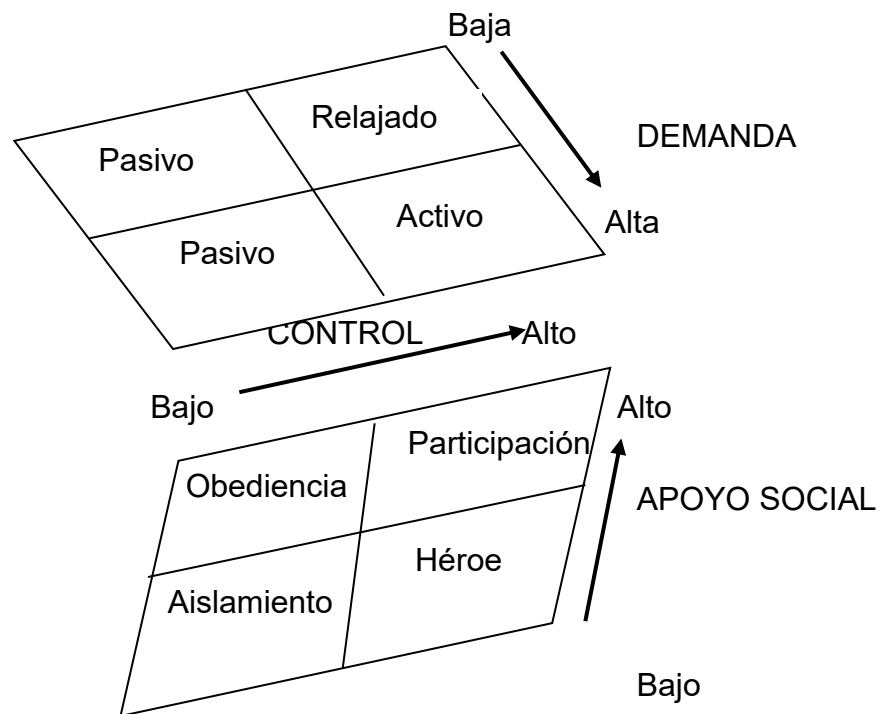 Baja
Relajado
DEMANDA
Pasivo
Activo
Alta
Pasivo
CONTROL
Alto
Bajo
Alto
Participación
Obediencia
APOYO SOCIAL
Héroe
Aislamiento
Bajo